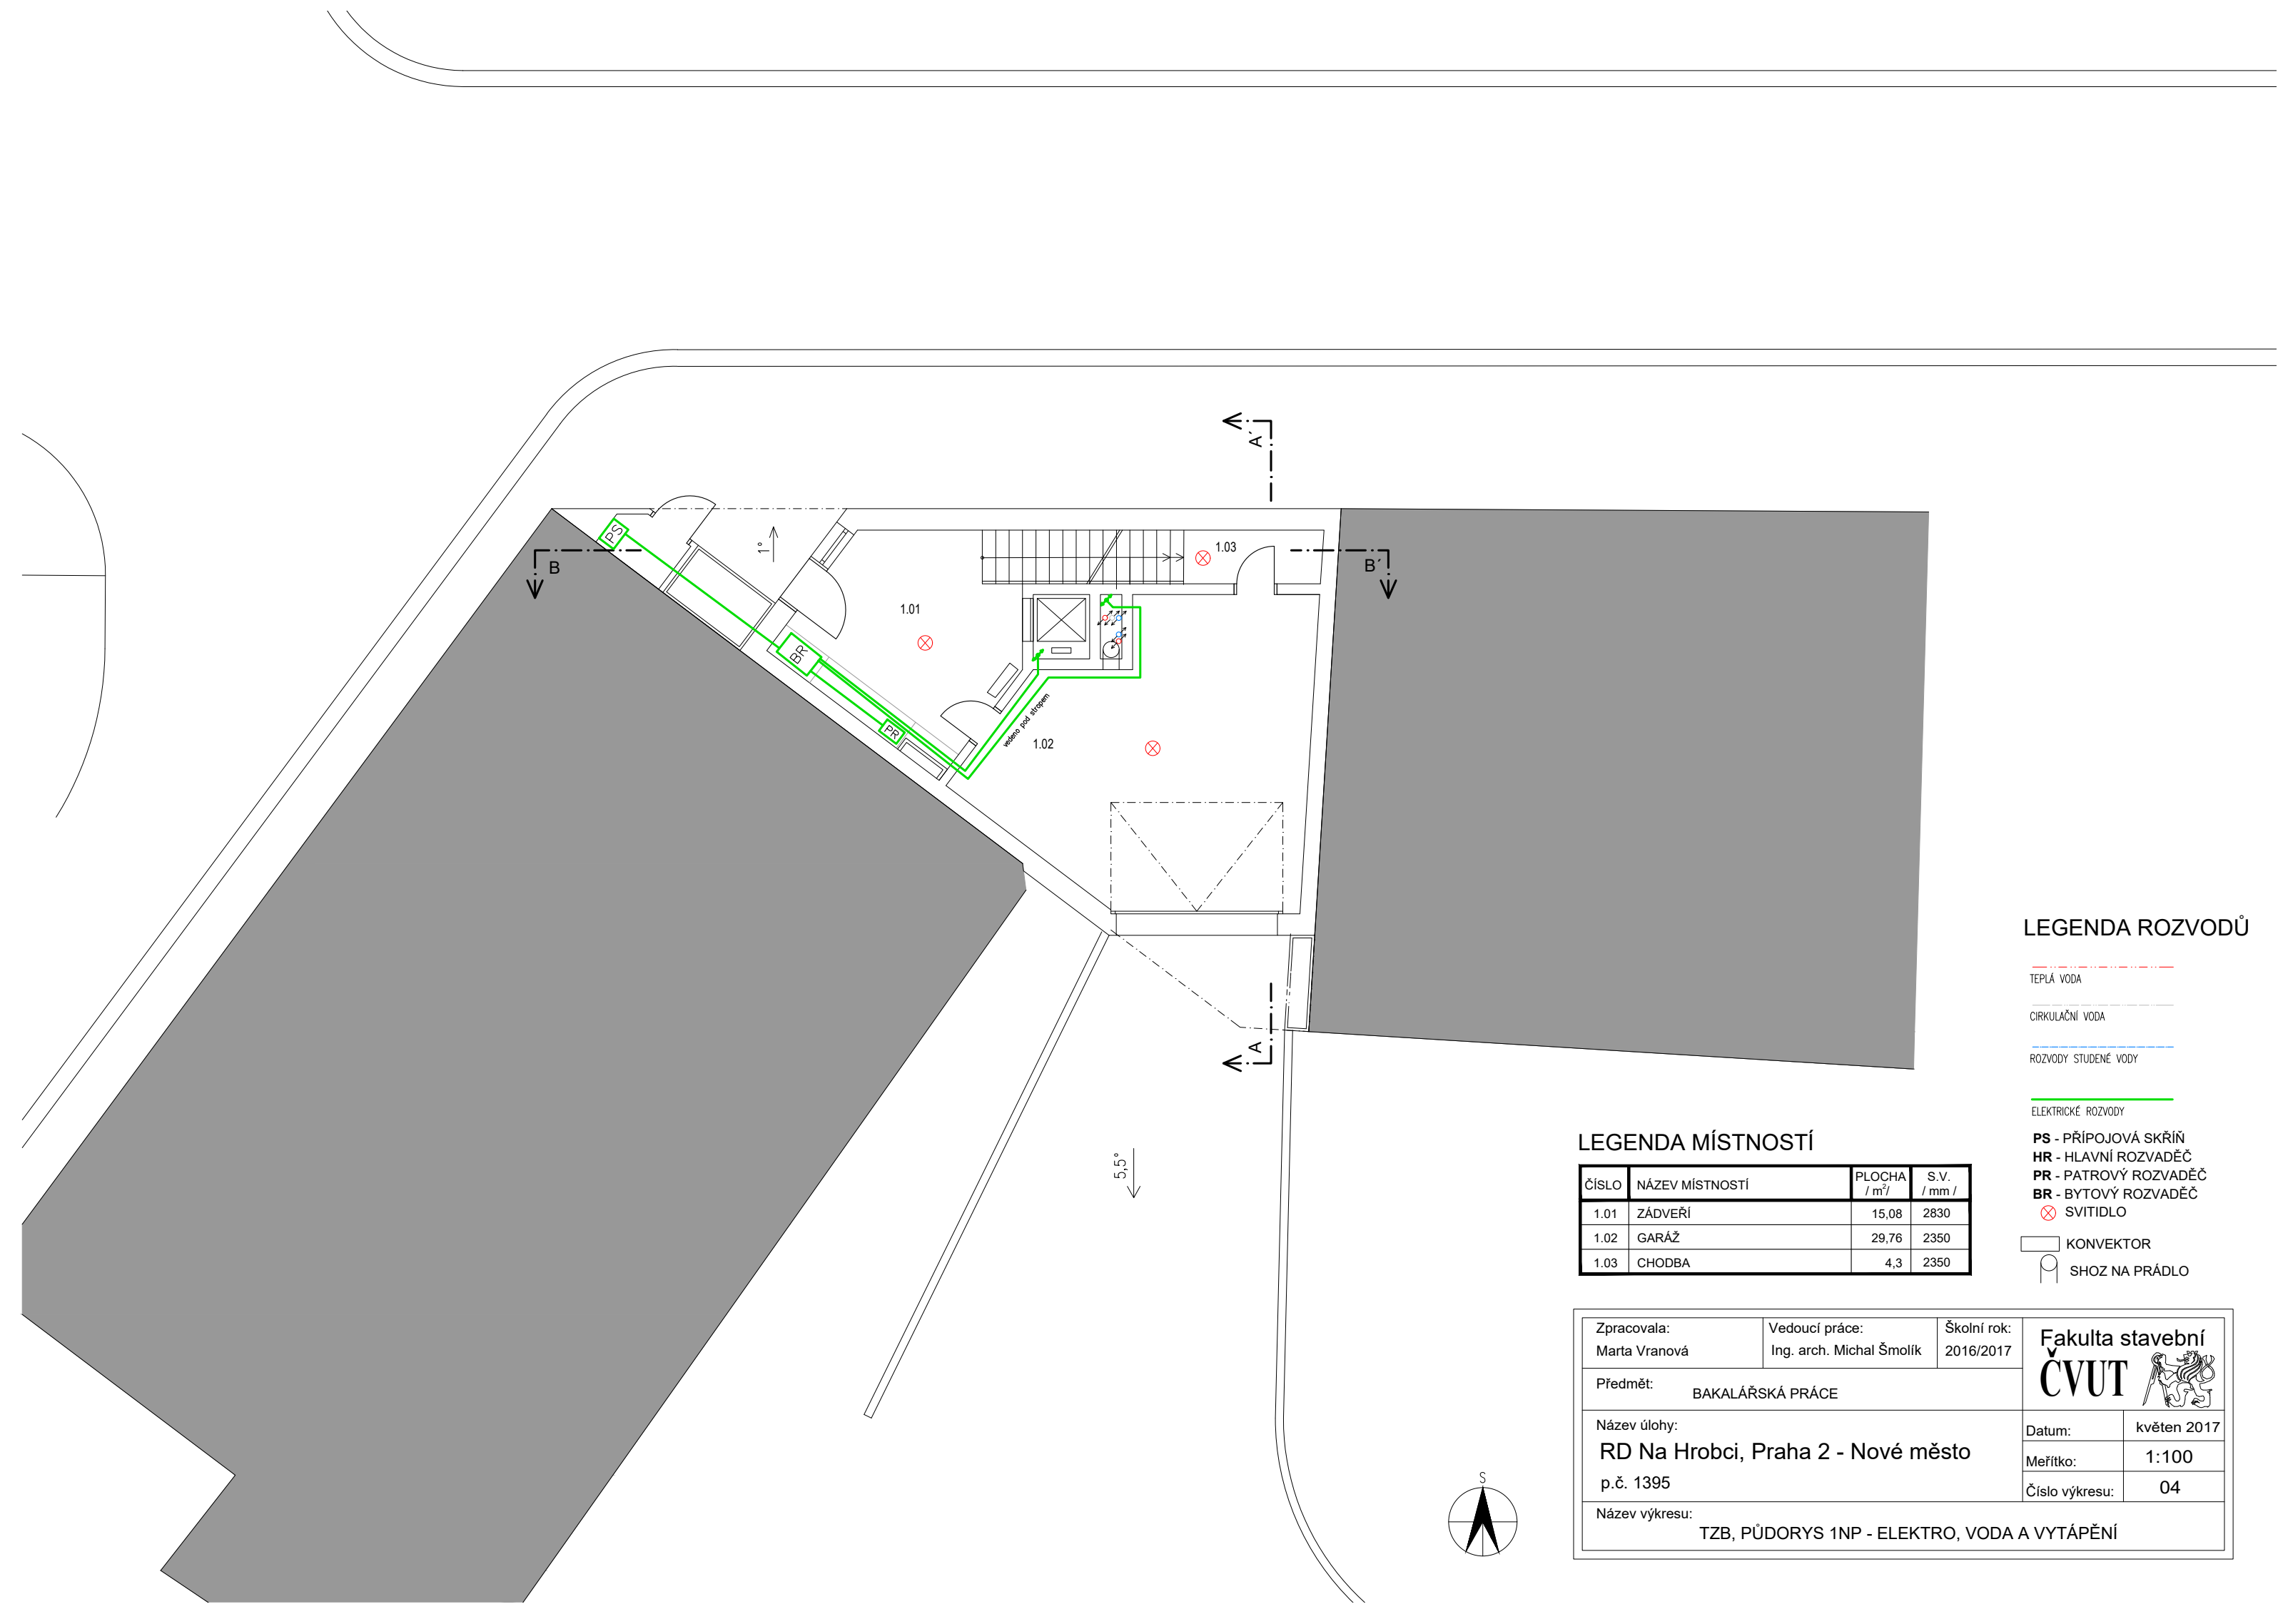 A´
PS
B
1°
1.03
B´
1.01
BR
PR
vedeno pod stropem
1.02
A
5,5°
LEGENDA ROZVODŮ
TEPLÁ VODA
CIRKULAČNÍ VODA
ROZVODY STUDENÉ VODY
ELEKTRICKÉ ROZVODY
PS - PŘÍPOJOVÁ SKŘÍŇ
HR - HLAVNÍ ROZVADĚČ
PR - PATROVÝ ROZVADĚČ
BR - BYTOVÝ ROZVADĚČ
SVITIDLO
KONVEKTOR
SHOZ NA PRÁDLO
LEGENDA MÍSTNOSTÍ
ČÍSLO NÁZEV MÍSTNOSTÍ PLOCHA / m²/ S.V. / mm /
1.01 ZÁDVEŘÍ 15,08 2830
1.02 GARÁŽ 29,76 2350
1.03 CHODBA 4,3 2350
S
Zpracovala: Vedoucí práce: Školní rok:
Marta Vranová Ing. arch. Michal Šmolík 2016/2017
Fakulta stavební
ČVUT
Předmět:
BAKALÁŘSKÁ PRÁCE
Název úlohy:
RD Na Hrobci, Praha 2 - Nové město
p.č. 1395
Datum: květen 2017
Meřítko: 1:100
Číslo výkresu: 04
Název výkresu:
TZB, PŮDORYS 1NP - ELEKTRO, VODA A VYTÁPĚNÍ